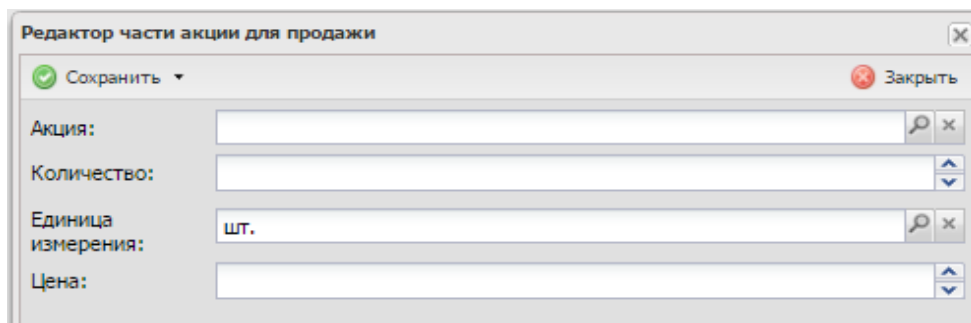 Редактор части акции для продажи
Сохранить Закрыть
Акция:
Количество:
Единица
измерения: шт.
Цена: